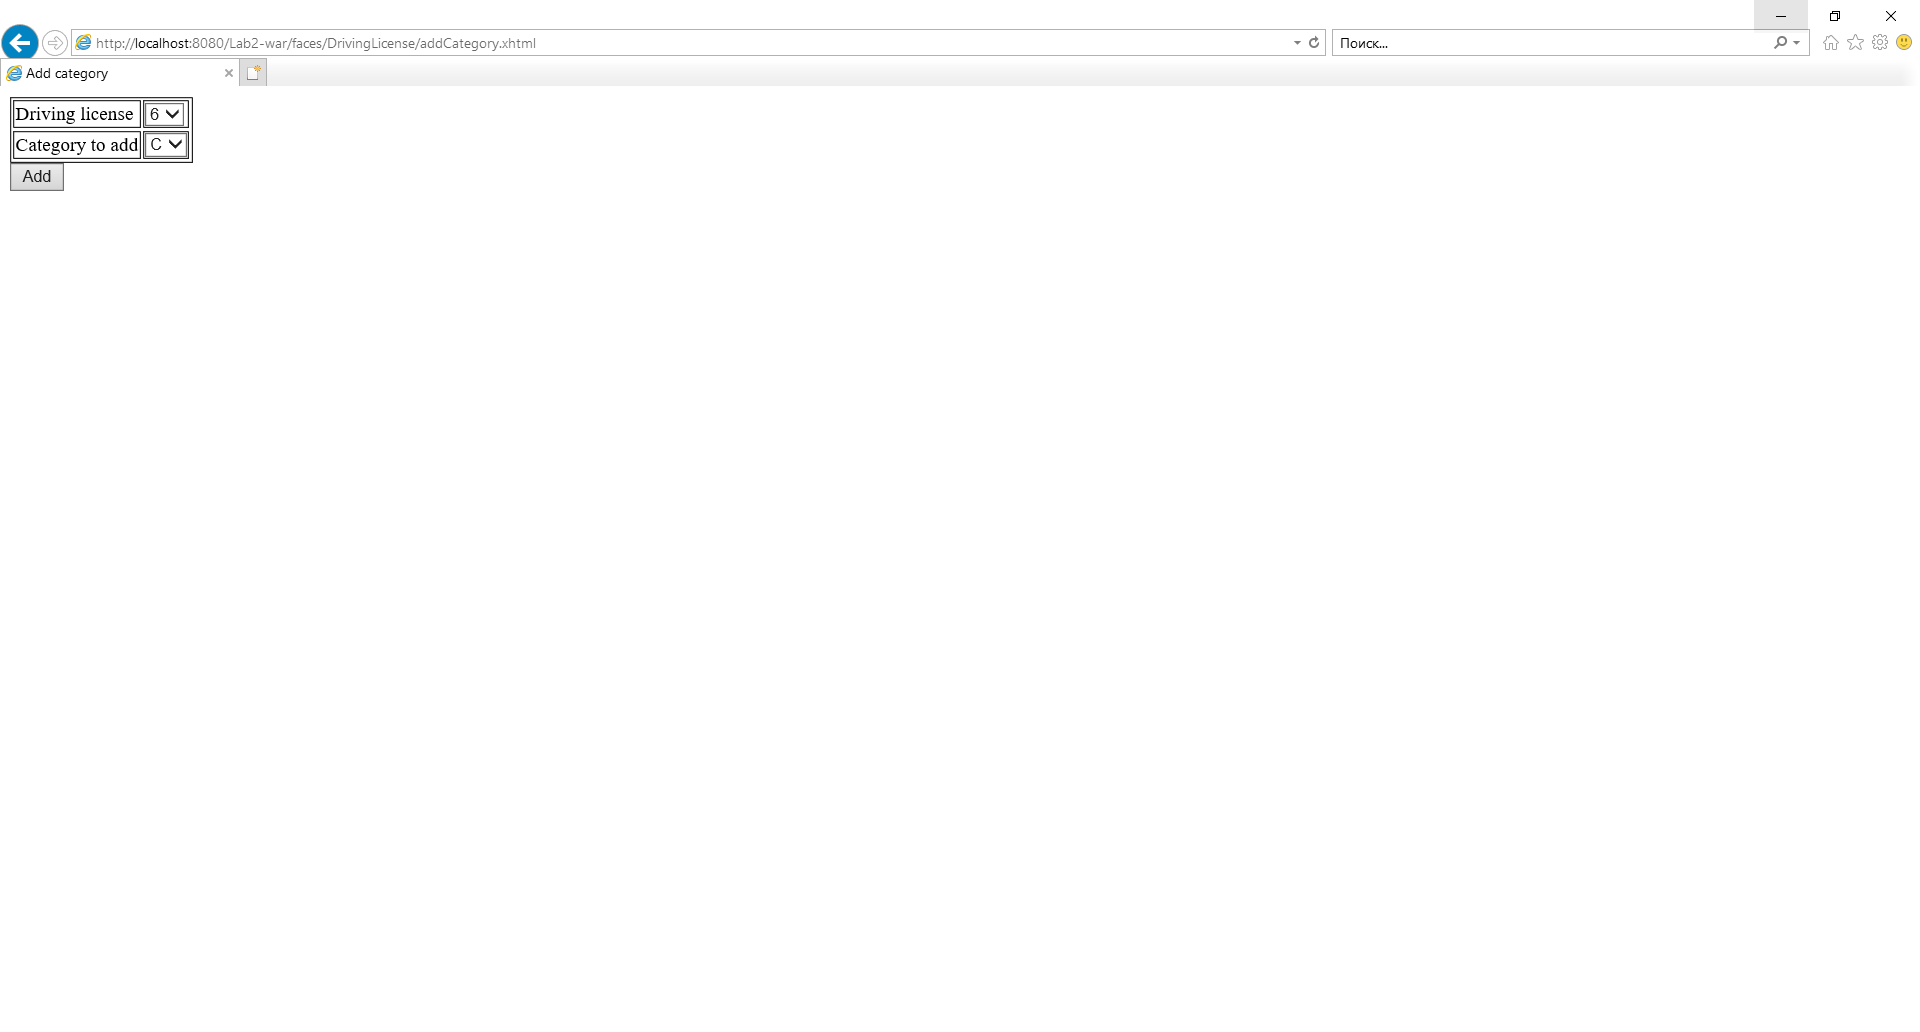 http://localhost:8080/Lab2-war/faces/DrivingLicense/addCategory.xhtml
Поиск...
Add category
Driving license 6
Category to add C
Add